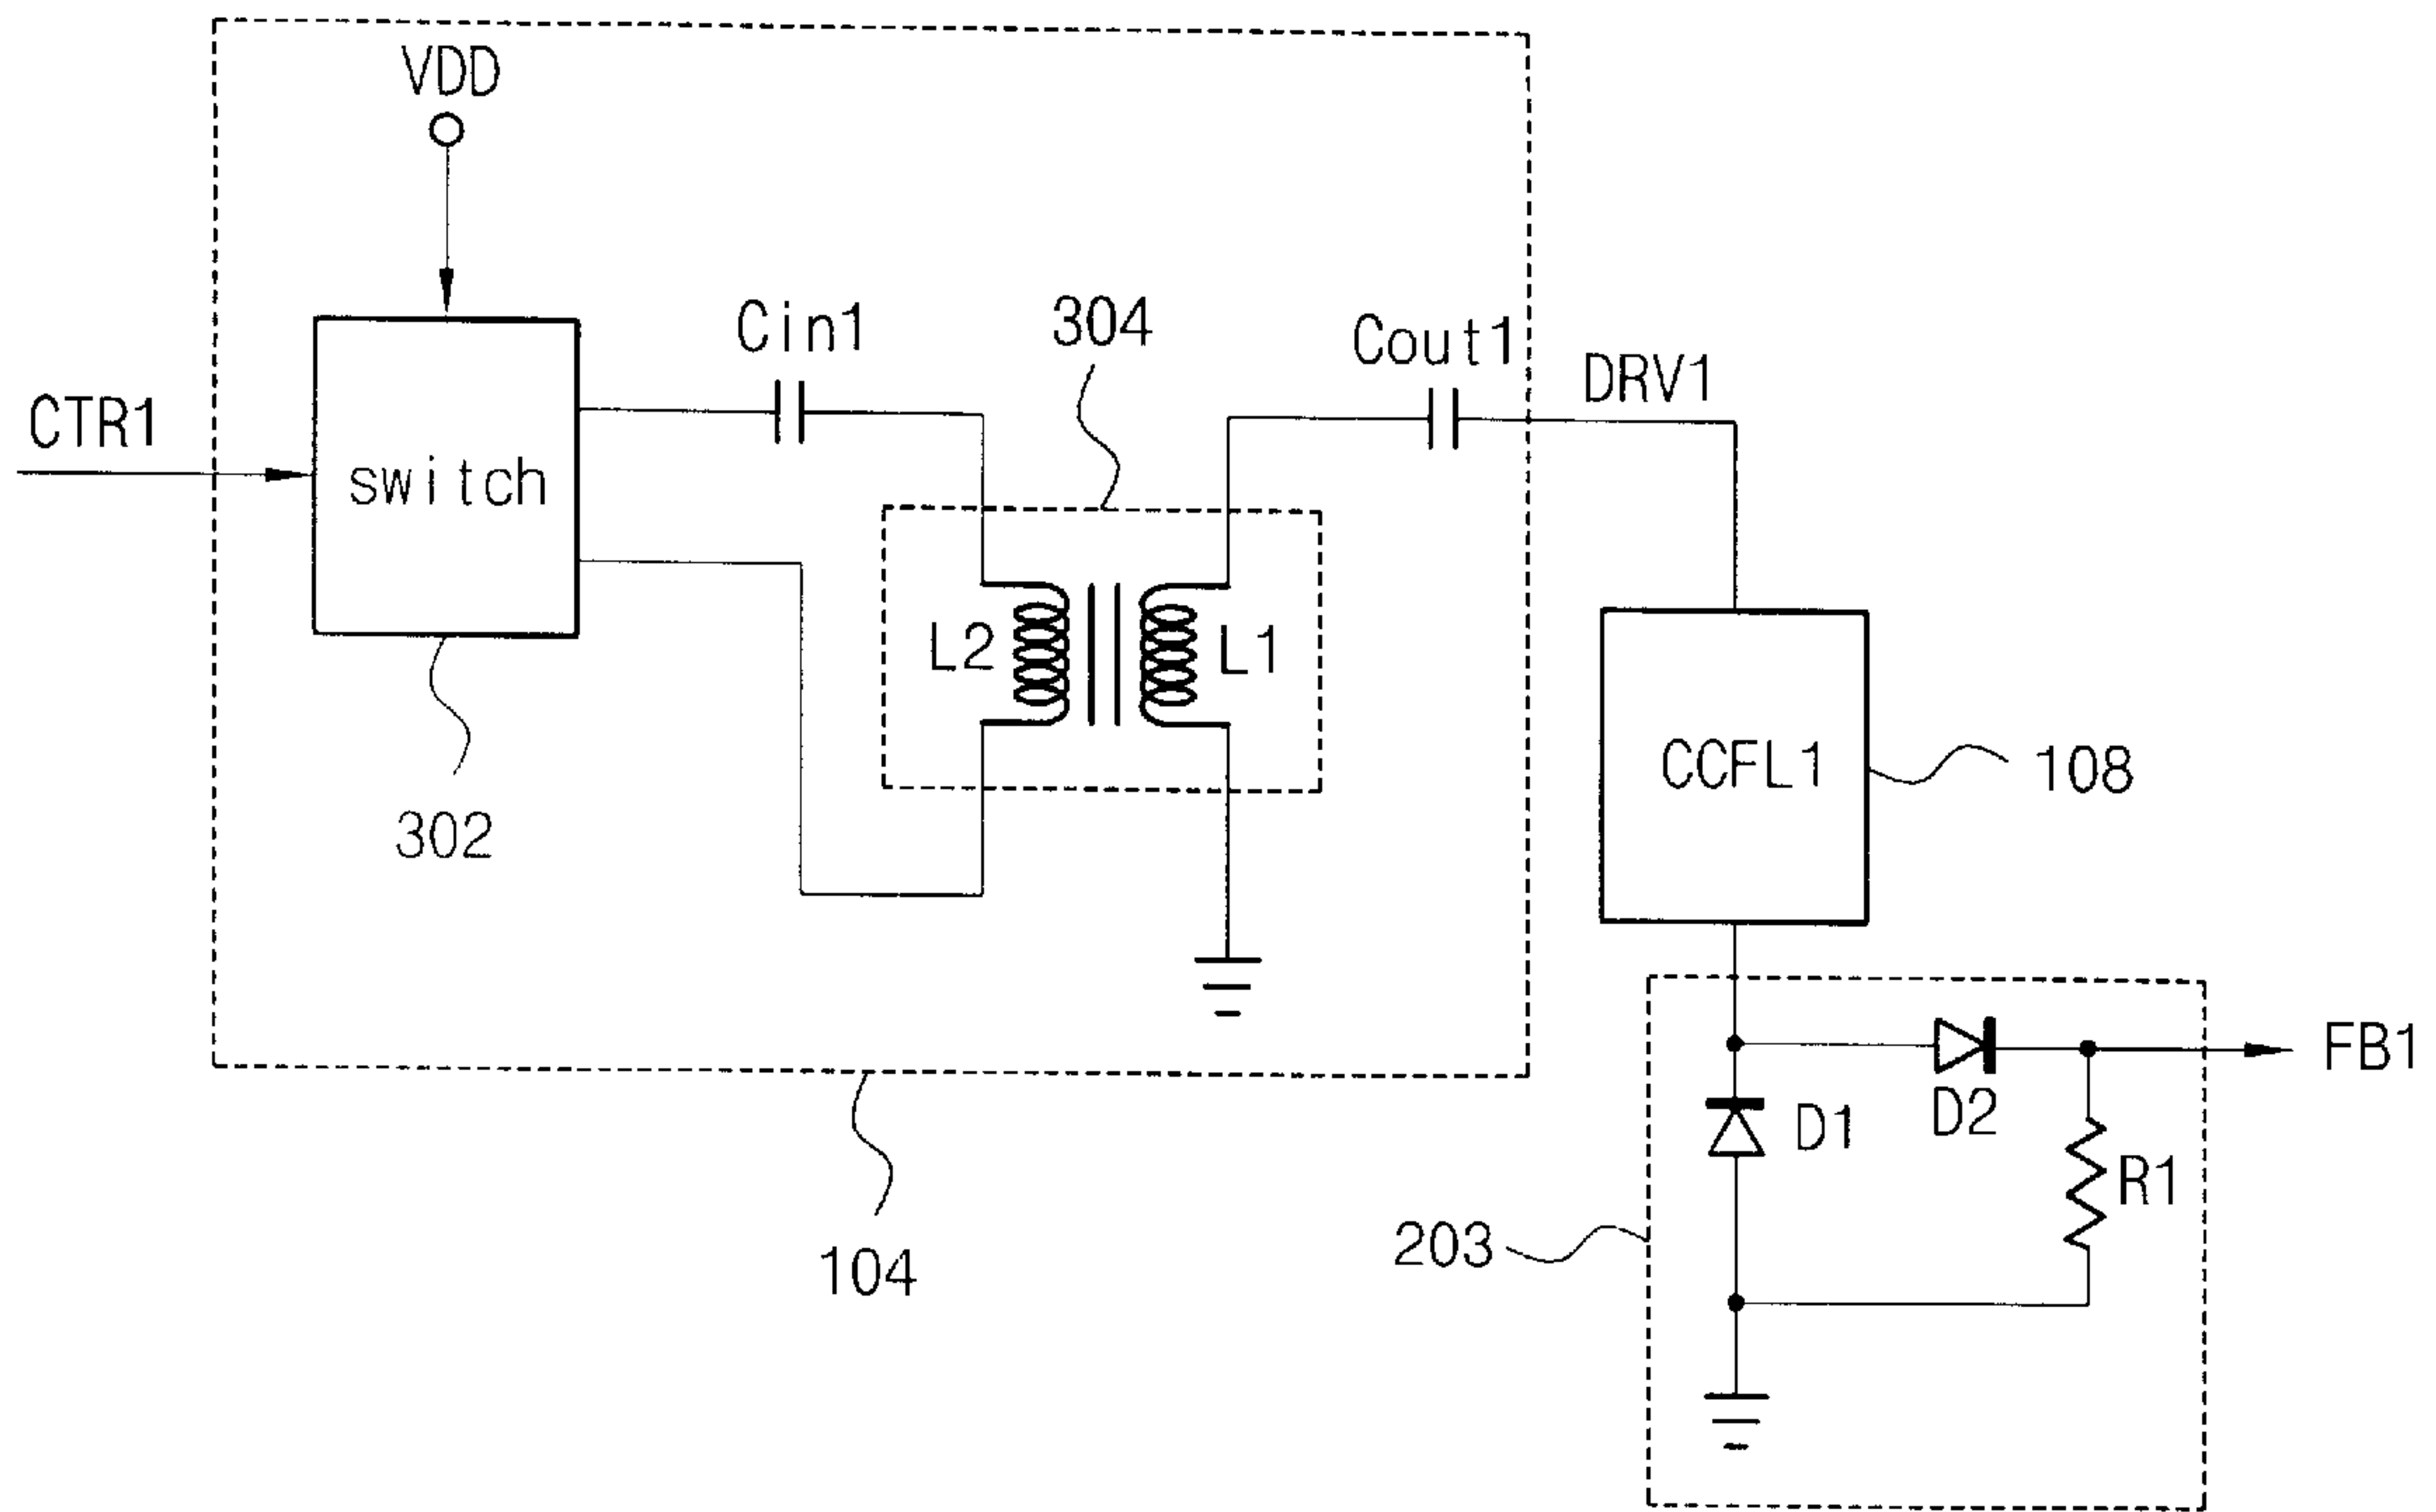 VDD
CTR1
switch
302
Cin1
304
Cout1
DRV1
L2
L1
CCFL1
108
104
203
D1
D2
R1
FB1